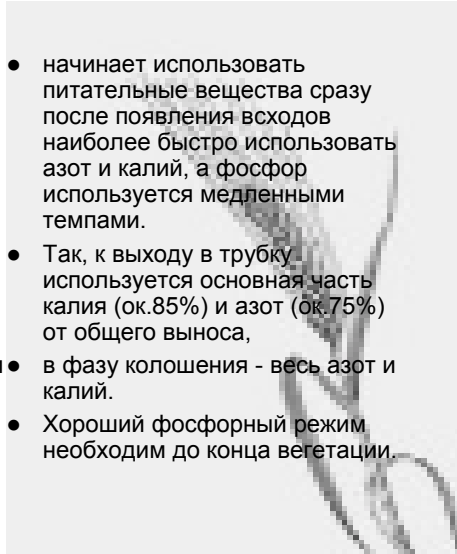 ● начинает использовать
питательные вещества сразу
после появления всходов
наиболее быстро использовать
азот и калий, а фосфор
используется медленными
темпами.
● Так, к выходу в трубку
используется основная часть
калия (ок.85%) и азот (ок.75%)
от общего выноса,
● в фазу колошения - весь азот и
калий.
● Хороший фосфорный режим
необходим до конца вегетации.